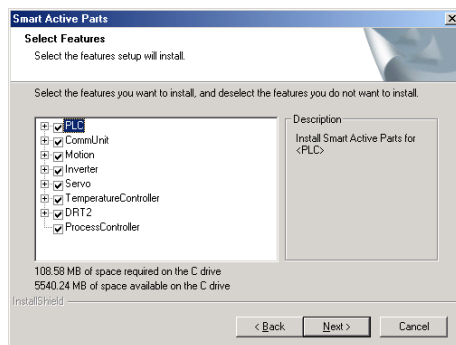 Smart Active Parts
Select Features
Select the features setup will install.
Select the features you want to install, and deselect the features you do not want to install.
PLC
CommUnit
Motion
Inverter
Servo
TemperatureController
DRT2
ProcessController
Description
Install Smart Active Parts for
<PLC>
108.58 MB of space required on the C drive
5540.24 MB of space available on the C drive
InstallShield
< Back
Next >
Cancel